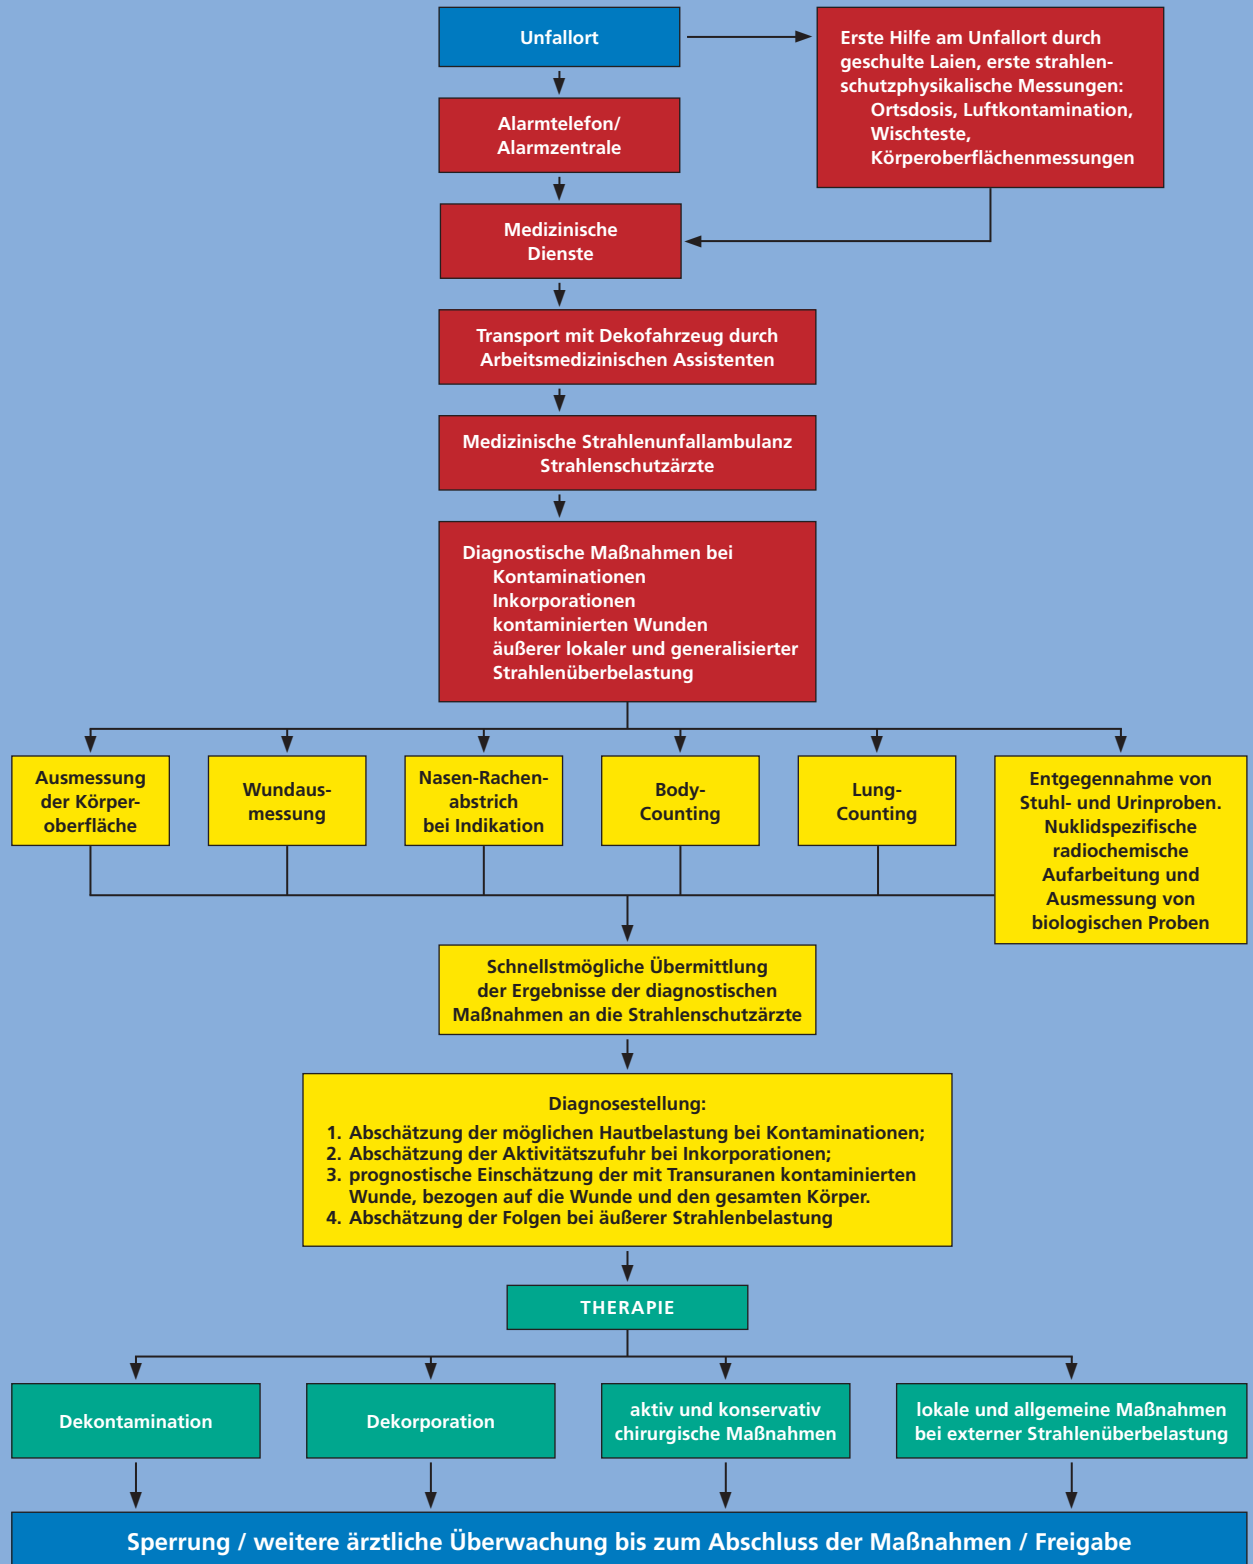 Unfallort
Erste Hilfe am Unfallort durch
geschulte Laien, erste strahlen-
schutzphysikalische Messungen:
Ortsdosis, Luftkontamination,
Wischteste,
Körperoberflächenmessungen
Alarmtelefon/
Alarmzentrale
Medizinische
Dienste
Transport mit Dekofahrzeug durch
Arbeitsmedizinischen Assistenten
Medizinische Strahlenunfallambulanz
Strahlenschutzärzte
Diagnostische Maßnahmen bei
Kontaminationen
Inkorporationen
kontaminierten Wunden
äußerer lokaler und generalisierter
Strahlenüberbelastung
Ausmessung
der Körper-
oberfläche
Wundaus-
messung
Nasen-Rachen-
abstrich
bei Indikation
Body-
Counting
Lung-
Counting
Entgegennahme von
Stuhl- und Urinproben.
Nuklidspezifische
radiochemische
Aufarbeitung und
Ausmessung von
biologischen Proben
Schnellstmögliche Übermittlung
der Ergebnisse der diagnostischen
Maßnahmen an die Strahlenschutzärzte
Diagnosestellung:
1. Abschätzung der möglichen Hautbelastung bei Kontaminationen;
2. Abschätzung der Aktivitätszufuhr bei Inkorporationen;
3. prognostische Einschätzung der mit Transuranen kontaminierten
Wunde, bezogen auf die Wunde und den gesamten Körper.
4. Abschätzung der Folgen bei äußerer Strahlenbelastung
THERAPIE
Dekontamination
Dekorporation
aktiv und konservativ
chirurgische Maßnahmen
lokale und allgemeine Maßnahmen
bei externer Strahlenüberbelastung
Sperrung / weitere ärztliche Überwachung bis zum Abschluss der Maßnahmen / Freigabe